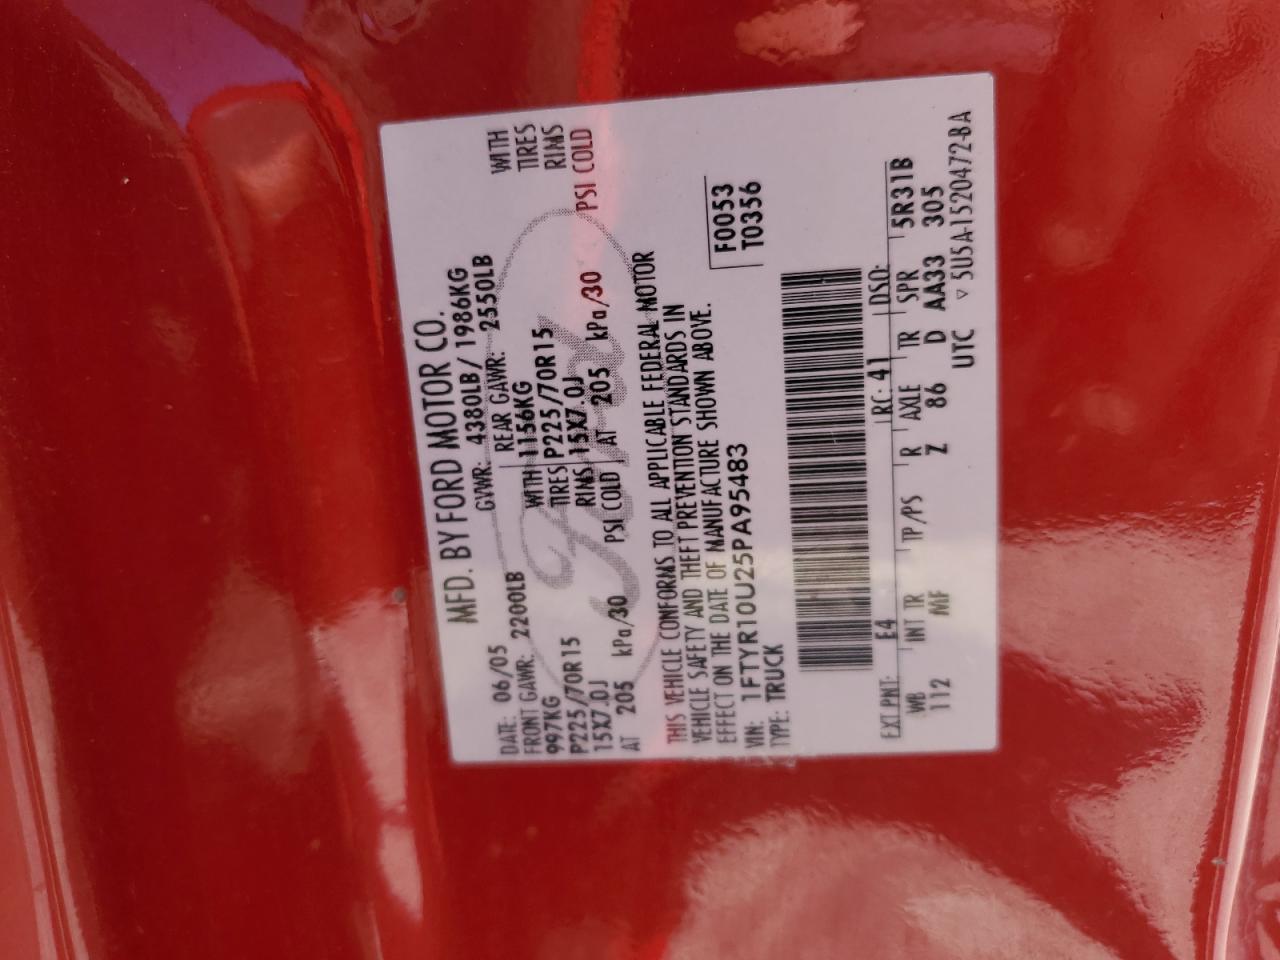 MFD. BY FORD MOTOR CO.
DATE: 06/05 GVWR: 4380LB/ 1986KG
FRONT GAWR: 2200LB REAR GAWR: 2550LB
997KG WITH 1156KG WITH
P225/70R15 TIRES P225/70R15 TIRES
15X7.0J RIMS 15X7.0J RIMS
AT 205 kPa/30 PSI COLD AT 205 kPa/30 PSI COLD
THIS VEHICLE CONFORMS TO ALL APPLICABLE FEDERAL MOTOR
VEHICLE SAFETY AND THEFT PREVENTION STANDARDS IN
EFFECT ON THE DATE OF MANUFACTURE SHOWN ABOVE.
VIN: 1FTYR10U25PA95483 F0053
TYPE: TRUCK T0356
EXT PNT: E4 RC: 41 DSO:
WB INT TR TP/PS R AXLE TR SPR 5R31B
112 MF Z 86 D AA33 305
UTC ▽ 5U5A-1520472-BA